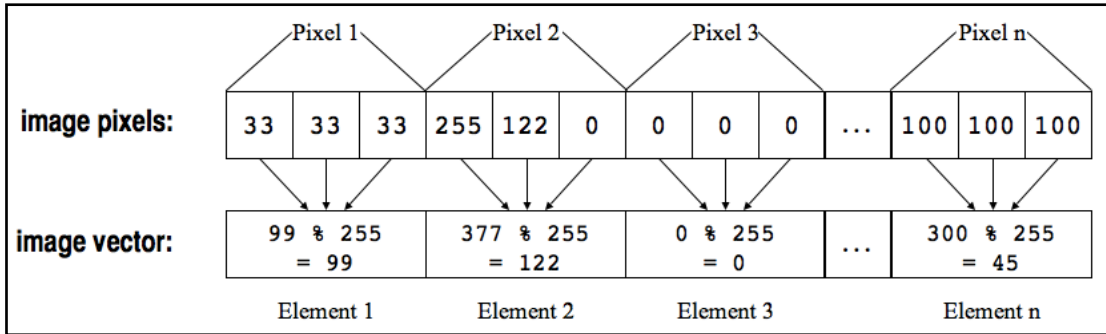 Pixel 1 Pixel 2 Pixel 3 Pixel n
image pixels: 33 33 33 255 122 0 0 0 0 ... 100 100 100
image vector: 99 % 255 377 % 255 0 % 255 ... 300 % 255
= 99 = 122 = 0 = 45
Element 1 Element 2 Element 3 Element n